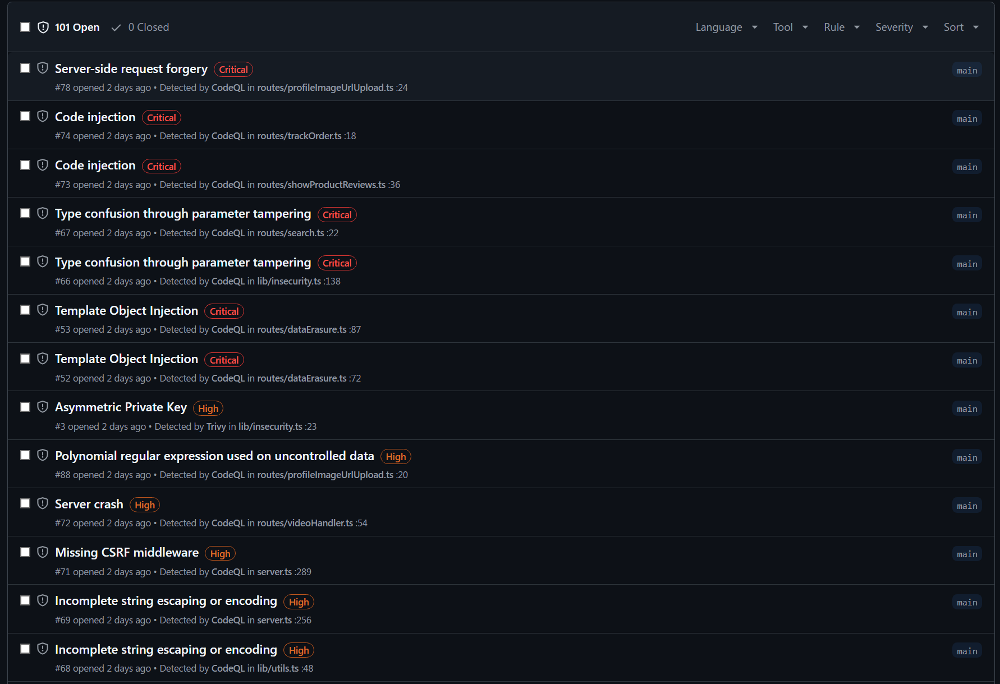 101 Open 0 Closed Language Tool Rule Severity Sort
Server-side request forgery Critical main
#78 opened 2 days ago • Detected by CodeQL in routes/profileImageUrlUpload.ts :24
Code injection Critical main
#74 opened 2 days ago • Detected by CodeQL in routes/trackOrder.ts :18
Code injection Critical main
#73 opened 2 days ago • Detected by CodeQL in routes/showProductReviews.ts :36
Type confusion through parameter tampering Critical main
#67 opened 2 days ago • Detected by CodeQL in routes/search.ts :22
Type confusion through parameter tampering Critical main
#66 opened 2 days ago • Detected by CodeQL in lib/insecurity.ts :138
Template Object Injection Critical main
#53 opened 2 days ago • Detected by CodeQL in routes/dataErasure.ts :87
Template Object Injection Critical main
#52 opened 2 days ago • Detected by CodeQL in routes/dataErasure.ts :72
Asymmetric Private Key High main
#3 opened 2 days ago • Detected by Trivy in lib/insecurity.ts :23
Polynomial regular expression used on uncontrolled data High main
#88 opened 2 days ago • Detected by CodeQL in routes/profileImageUrlUpload.ts :20
Server crash High main
#72 opened 2 days ago • Detected by CodeQL in routes/videoHandler.ts :54
Missing CSRF middleware High main
#71 opened 2 days ago • Detected by CodeQL in server.ts :289
Incomplete string escaping or encoding High main
#69 opened 2 days ago • Detected by CodeQL in server.ts :256
Incomplete string escaping or encoding High main
#68 opened 2 days ago • Detected by CodeQL in lib/utils.ts :48